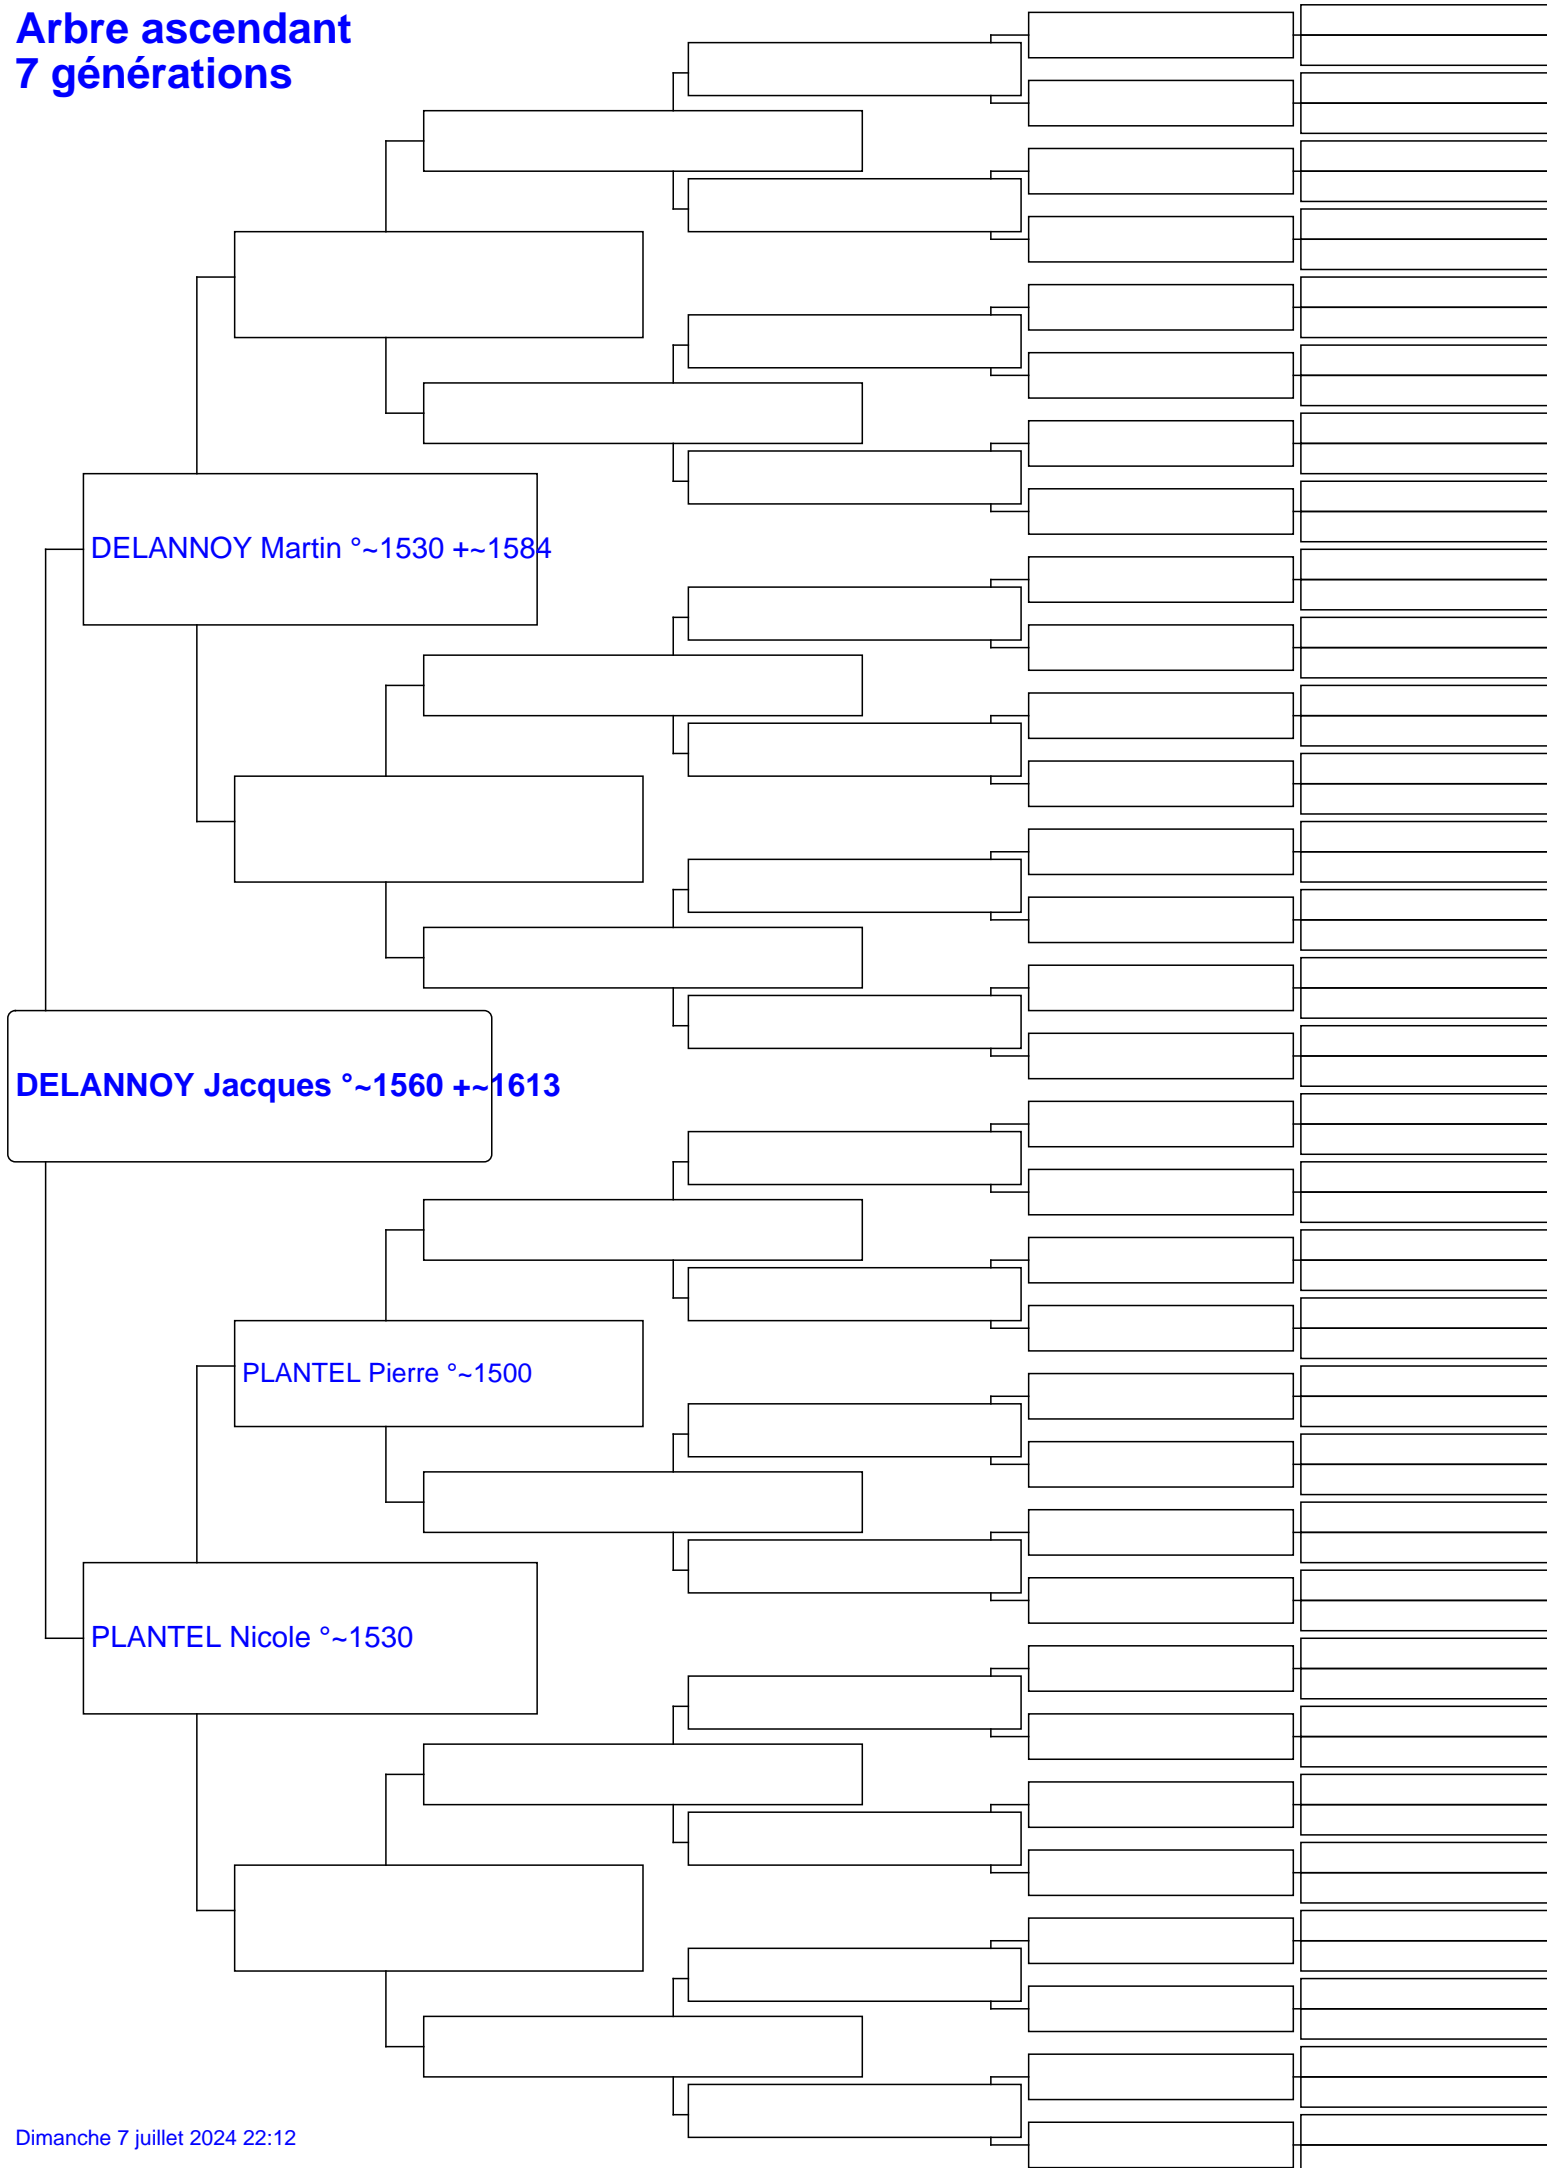 Arbre ascendant
7 générations
DELANNOY Martin °~1530 +~1584
DELANNOY Jacques °~1560 +~1613
PLANTEL Pierre °~1500
PLANTEL Nicole °~1530
Dimanche 7 juillet 2024 22:12